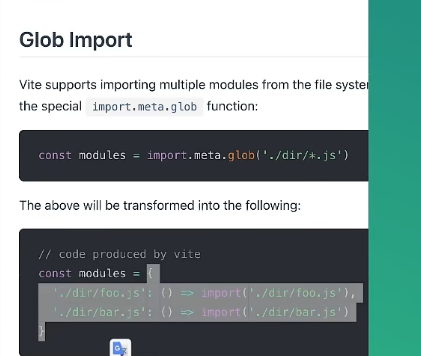 Glob Import
Vite supports importing multiple modules from the file system
the special import.meta.glob function:
const modules = import.meta.glob('./dir/*.js')
The above will be transformed into the following:
// code produced by vite
const modules = {
'./dir/foo.js': () => import('./dir/foo.js'),
'./dir/bar.js': () => import('./dir/bar.js')
}